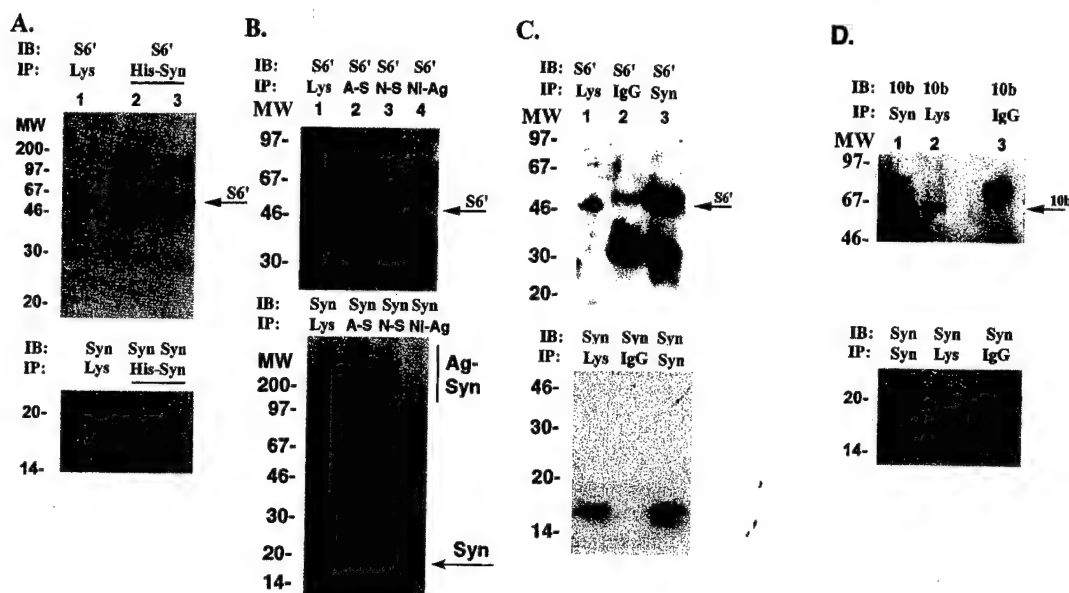 A.
IB: S6' S6'
IP: Lys His-Syn
1 2 3
MW
200-
97-
67-
46-
30-
20-
S6'
IB: Syn Syn Syn
IP: Lys His-Syn
20-
14-
B.
IB: S6' S6' S6' S6'
IP: Lys A-S N-S NI-Ag
MW 1 2 3 4
97-
67-
46-
30-
S6'
IB: Syn Syn Syn Syn
IP: Lys A-S N-S NI-Ag
MW
200-
97-
67-
46-
30-
20-
14-
Ag-
Syn
Syn
C.
IB: S6' S6' S6'
IP: Lys IgG Syn
MW 1 2 3
97-
67-
46-
30-
20-
S6'
IB: Syn Syn Syn
IP: Lys IgG Syn
46-
30-
20-
14-
D.
IB: 10b 10b 10b
IP: Syn Lys IgG
MW 1 2 3
97-
67-
46-
10b
IB: Syn Syn Syn
IP: Syn Lys IgG
20-
14-